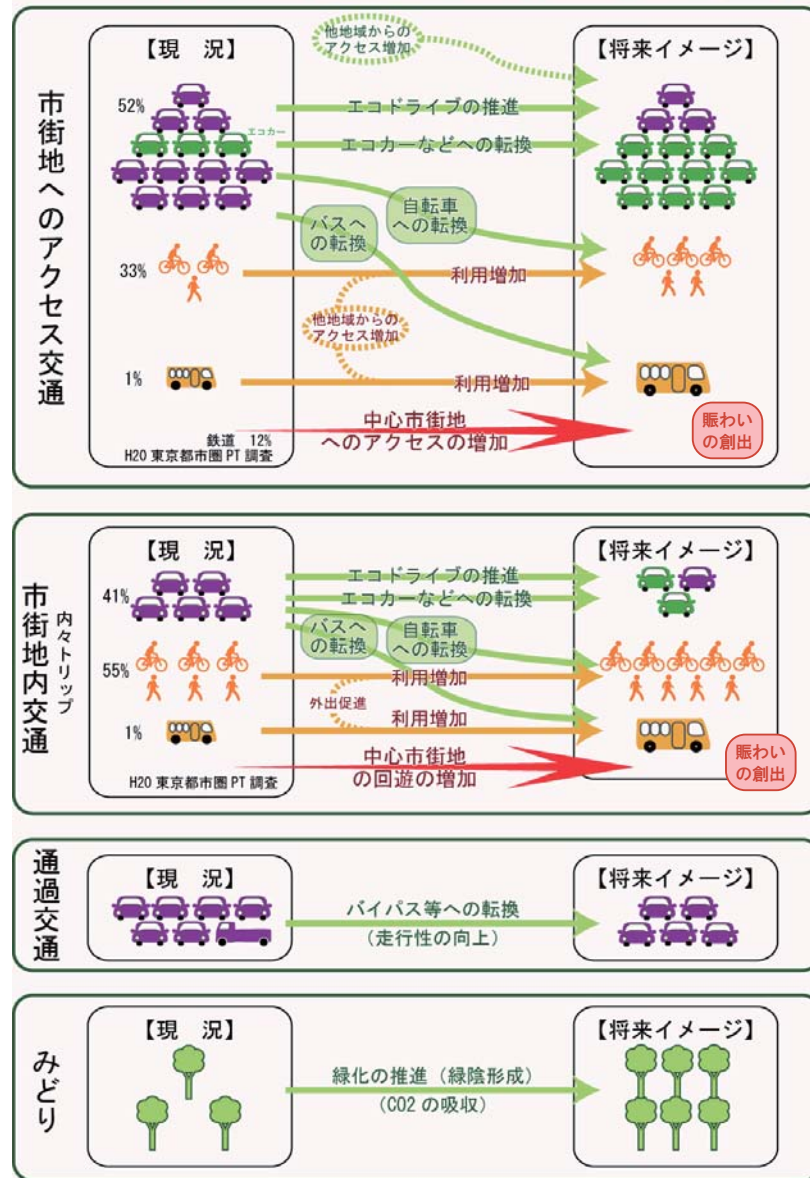 市街地へのアクセス交通
【現　況】
他地域からの
アクセス増加
【将来イメージ】
52%
エコドライブの推進
エコカー
エコカーなどへの転換
自転車
への転換
バスへ
の転換
33%
利用増加
他地域からの
アクセス増加
1%
利用増加
中心市街地
へのアクセスの増加
賑わい
の創出
鉄道　12%
H20 東京都市圏 PT 調査
市街地内交通
内々トリップ
【現　況】
【将来イメージ】
エコドライブの推進
41%
エコカーなどへの転換
バスへ
の転換
自転車
への転換
55%
利用増加
外出促進
利用増加
1%
中心市街地
の回遊の増加
賑わい
の創出
H20 東京都市圏 PT 調査
通過交通
【現　況】
【将来イメージ】
バイパス等への転換
（走行性の向上）
みどり
【現　況】
【将来イメージ】
緑化の推進（緑陰形成）
（CO2 の吸収）